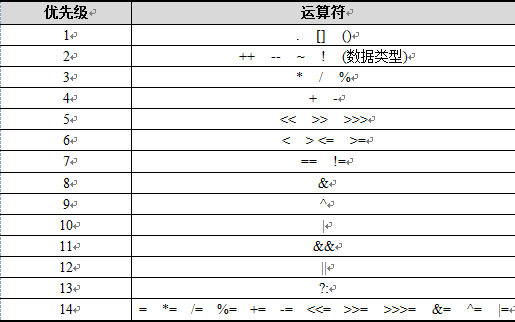 优先级 运算符
1 . [] ()
2 ++ -- ~ ! (数据类型)
3 * / %
4 + -
5 << >> >>>
6 < > <= >=
7 == !=
8 &
9 ^
10 |
11 &&
12 ||
13 ?:
14 = *= /= %= += -= <<= >>= >>>= &= ^= |=